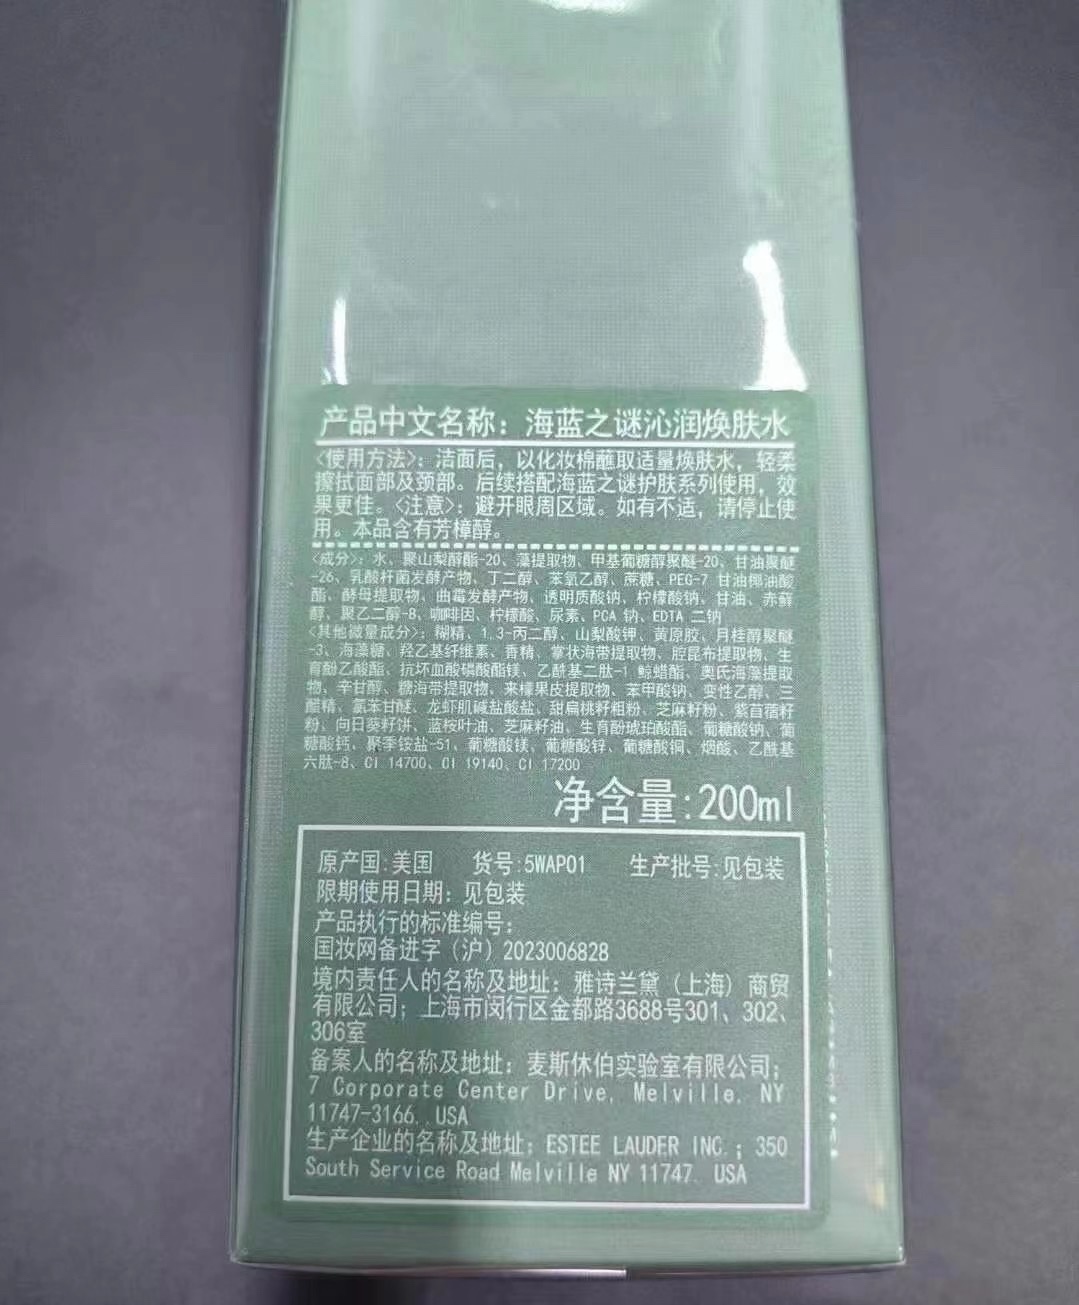 产品中文名称：海蓝之谜沁润焕肤水
<使用方法>：洁面后，以化妆棉蘸取适量焕肤水，轻柔
擦拭面部及颈部。后续搭配海蓝之谜护肤系列使用，效
果更佳。<注意>：避开眼周区域。如有不适，请停止使
用。本品含有芳樟醇。
<成分>：水、聚山梨醇酯-20、藻提取物、甲基葡糖醇聚醚-20、甘油聚醚
-26、乳酸杆菌发酵产物、丁二醇、苯氧乙醇、蔗糖、PEG-7 甘油椰油酸
酯、酵母提取物、曲霉发酵产物、透明质酸钠、柠檬酸钠、甘油、赤藓
醇、聚乙二醇-8、咖啡因、柠檬酸、尿素、PCA 钠、EDTA 二钠
<其他微量成分>：糊精、1,3-丙二醇、山梨酸钾、黄原胶、月桂醇聚醚
-3、海藻糖、羟乙基纤维素、香精、掌状海带提取物、腔昆布提取物、生
育酚乙酸酯、抗坏血酸磷酸酯镁、乙酰基二肽-1 鲸蜡酯、奥氏海藻提取
物、辛甘醇、糖海带提取物、来檬果皮提取物、苯甲酸钠、变性乙醇、三
醋精、氯苯甘醚、龙虾肌碱盐酸盐、甜扁桃籽粗粉、芝麻籽粉、紫苜蓿籽
粉、向日葵籽饼、蓝桉叶油、芝麻籽油、生育酚琥珀酸酯、葡糖酸钠、葡
糖酸钙、聚季铵盐-51、葡糖酸镁、葡糖酸锌、葡糖酸铜、烟酸、乙酰基
六肽-8、CI 14700、CI 19140、CI 17200
净含量:200ml
原产国:美国 货号:5WAP01 生产批号:见包装
限期使用日期：见包装
产品执行的标准编号：
国妆网备进字（沪）2023006828
境内责任人的名称及地址：雅诗兰黛（上海）商贸
有限公司；上海市闵行区金都路3688号301、302、
306室
备案人的名称及地址：麦斯休伯实验室有限公司；
7 Corporate Center Drive, Melville, NY
11747-3166, USA
生产企业的名称及地址：ESTEE LAUDER INC.；350
South Service Road Melville NY 11747, USA